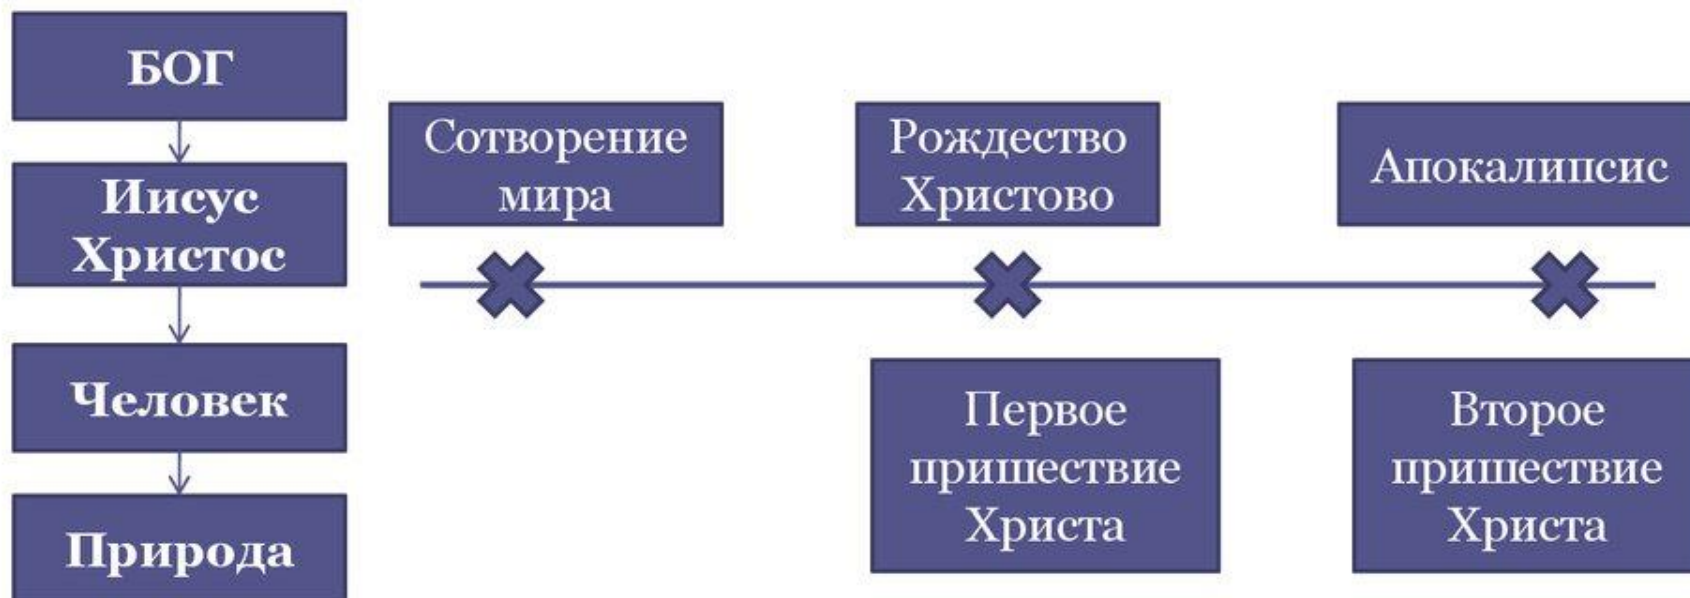 БОГ
Иисус
Христос
Человек
Природа
Сотворение
мира
Рождество
Христово
Апокалипсис
Первое
пришествие
Христа
Второе
пришествие
Христа